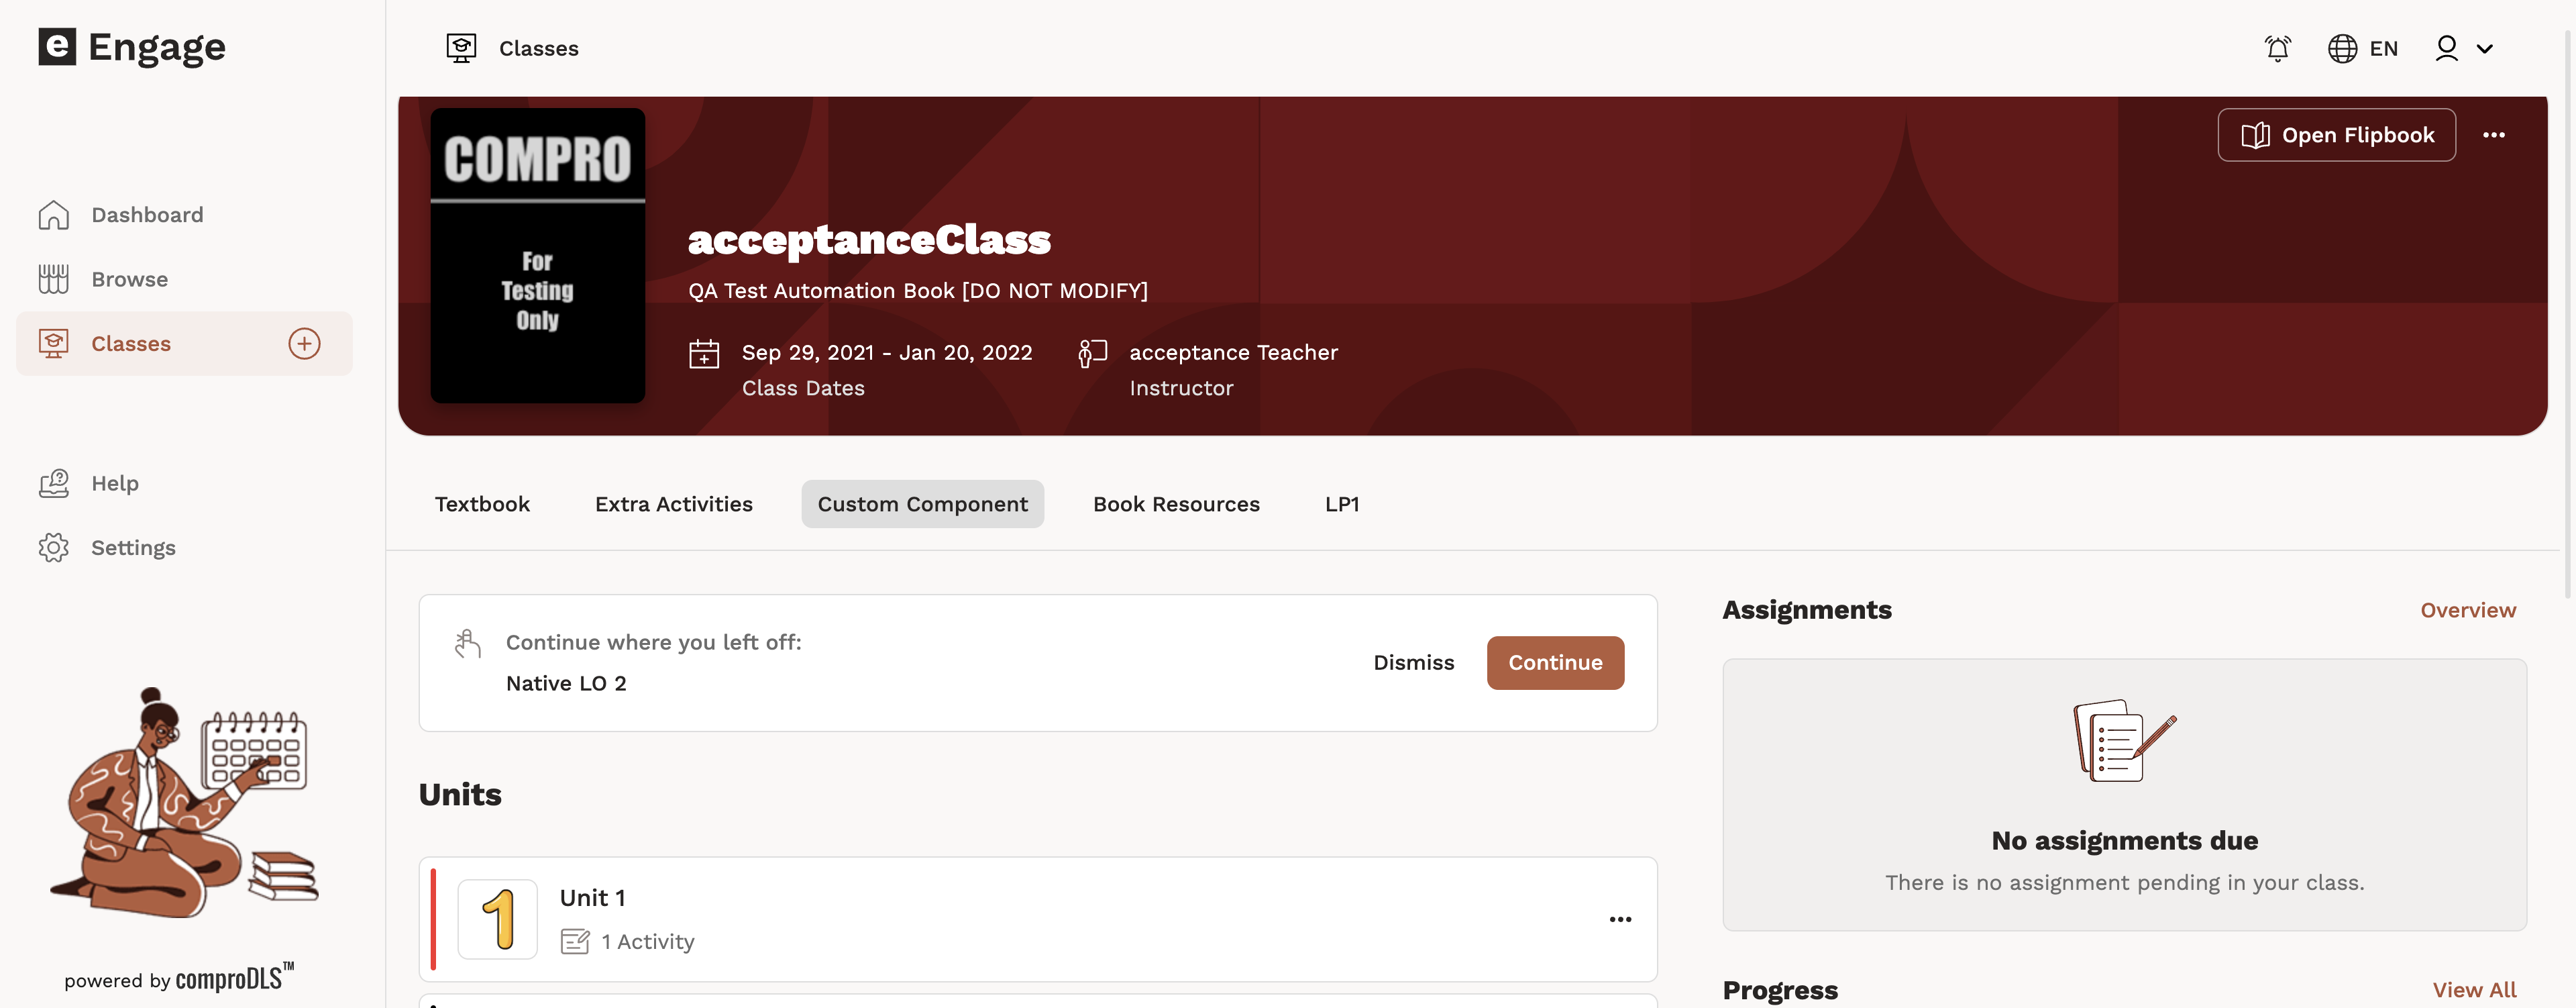 e Engage
Classes
EN
Dashboard
Browse
Classes
Help
Settings
powered by comproDLS™
COMPRO
For
Testing
Only
Open Flipbook
acceptanceClass
QA Test Automation Book [DO NOT MODIFY]
Sep 29, 2021 - Jan 20, 2022
Class Dates
acceptance Teacher
Instructor
Textbook
Extra Activities
Custom Component
Book Resources
LP1
Continue where you left off:
Native LO 2
Dismiss
Continue
Units
1
Unit 1
1 Activity
Assignments
Overview
No assignments due
There is no assignment pending in your class.
Progress
View All